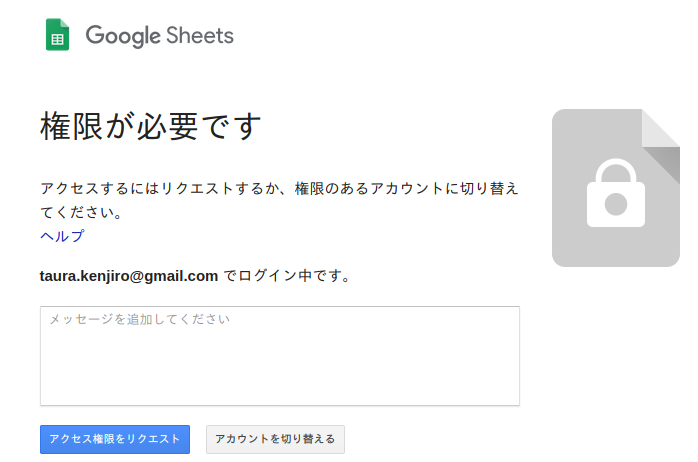 Google Sheets
権限が必要です
アクセスするにはリクエストするか、権限のあるアカウントに切り替え
てください。
ヘルプ
taura.kenjiro@gmail.com でログイン中です。
メッセージを追加してください
アクセス権限をリクエスト
アカウントを切り替える